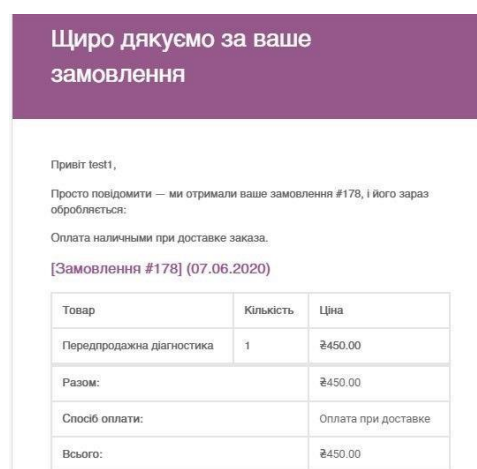 Щиро дякуємо за ваше
замовлення
Привіт test1,
Просто повідомити — ми отримали ваше замовлення #178, і його зараз
обробляється:
Оплата наличными при доставке заказа.
[Замовлення #178] (07.06.2020)
Товар Кількість Ціна
Передпродажна діагностика 1 ₴450.00
Разом: ₴450.00
Спосіб оплати: Оплата при доставке
Всього: ₴450.00